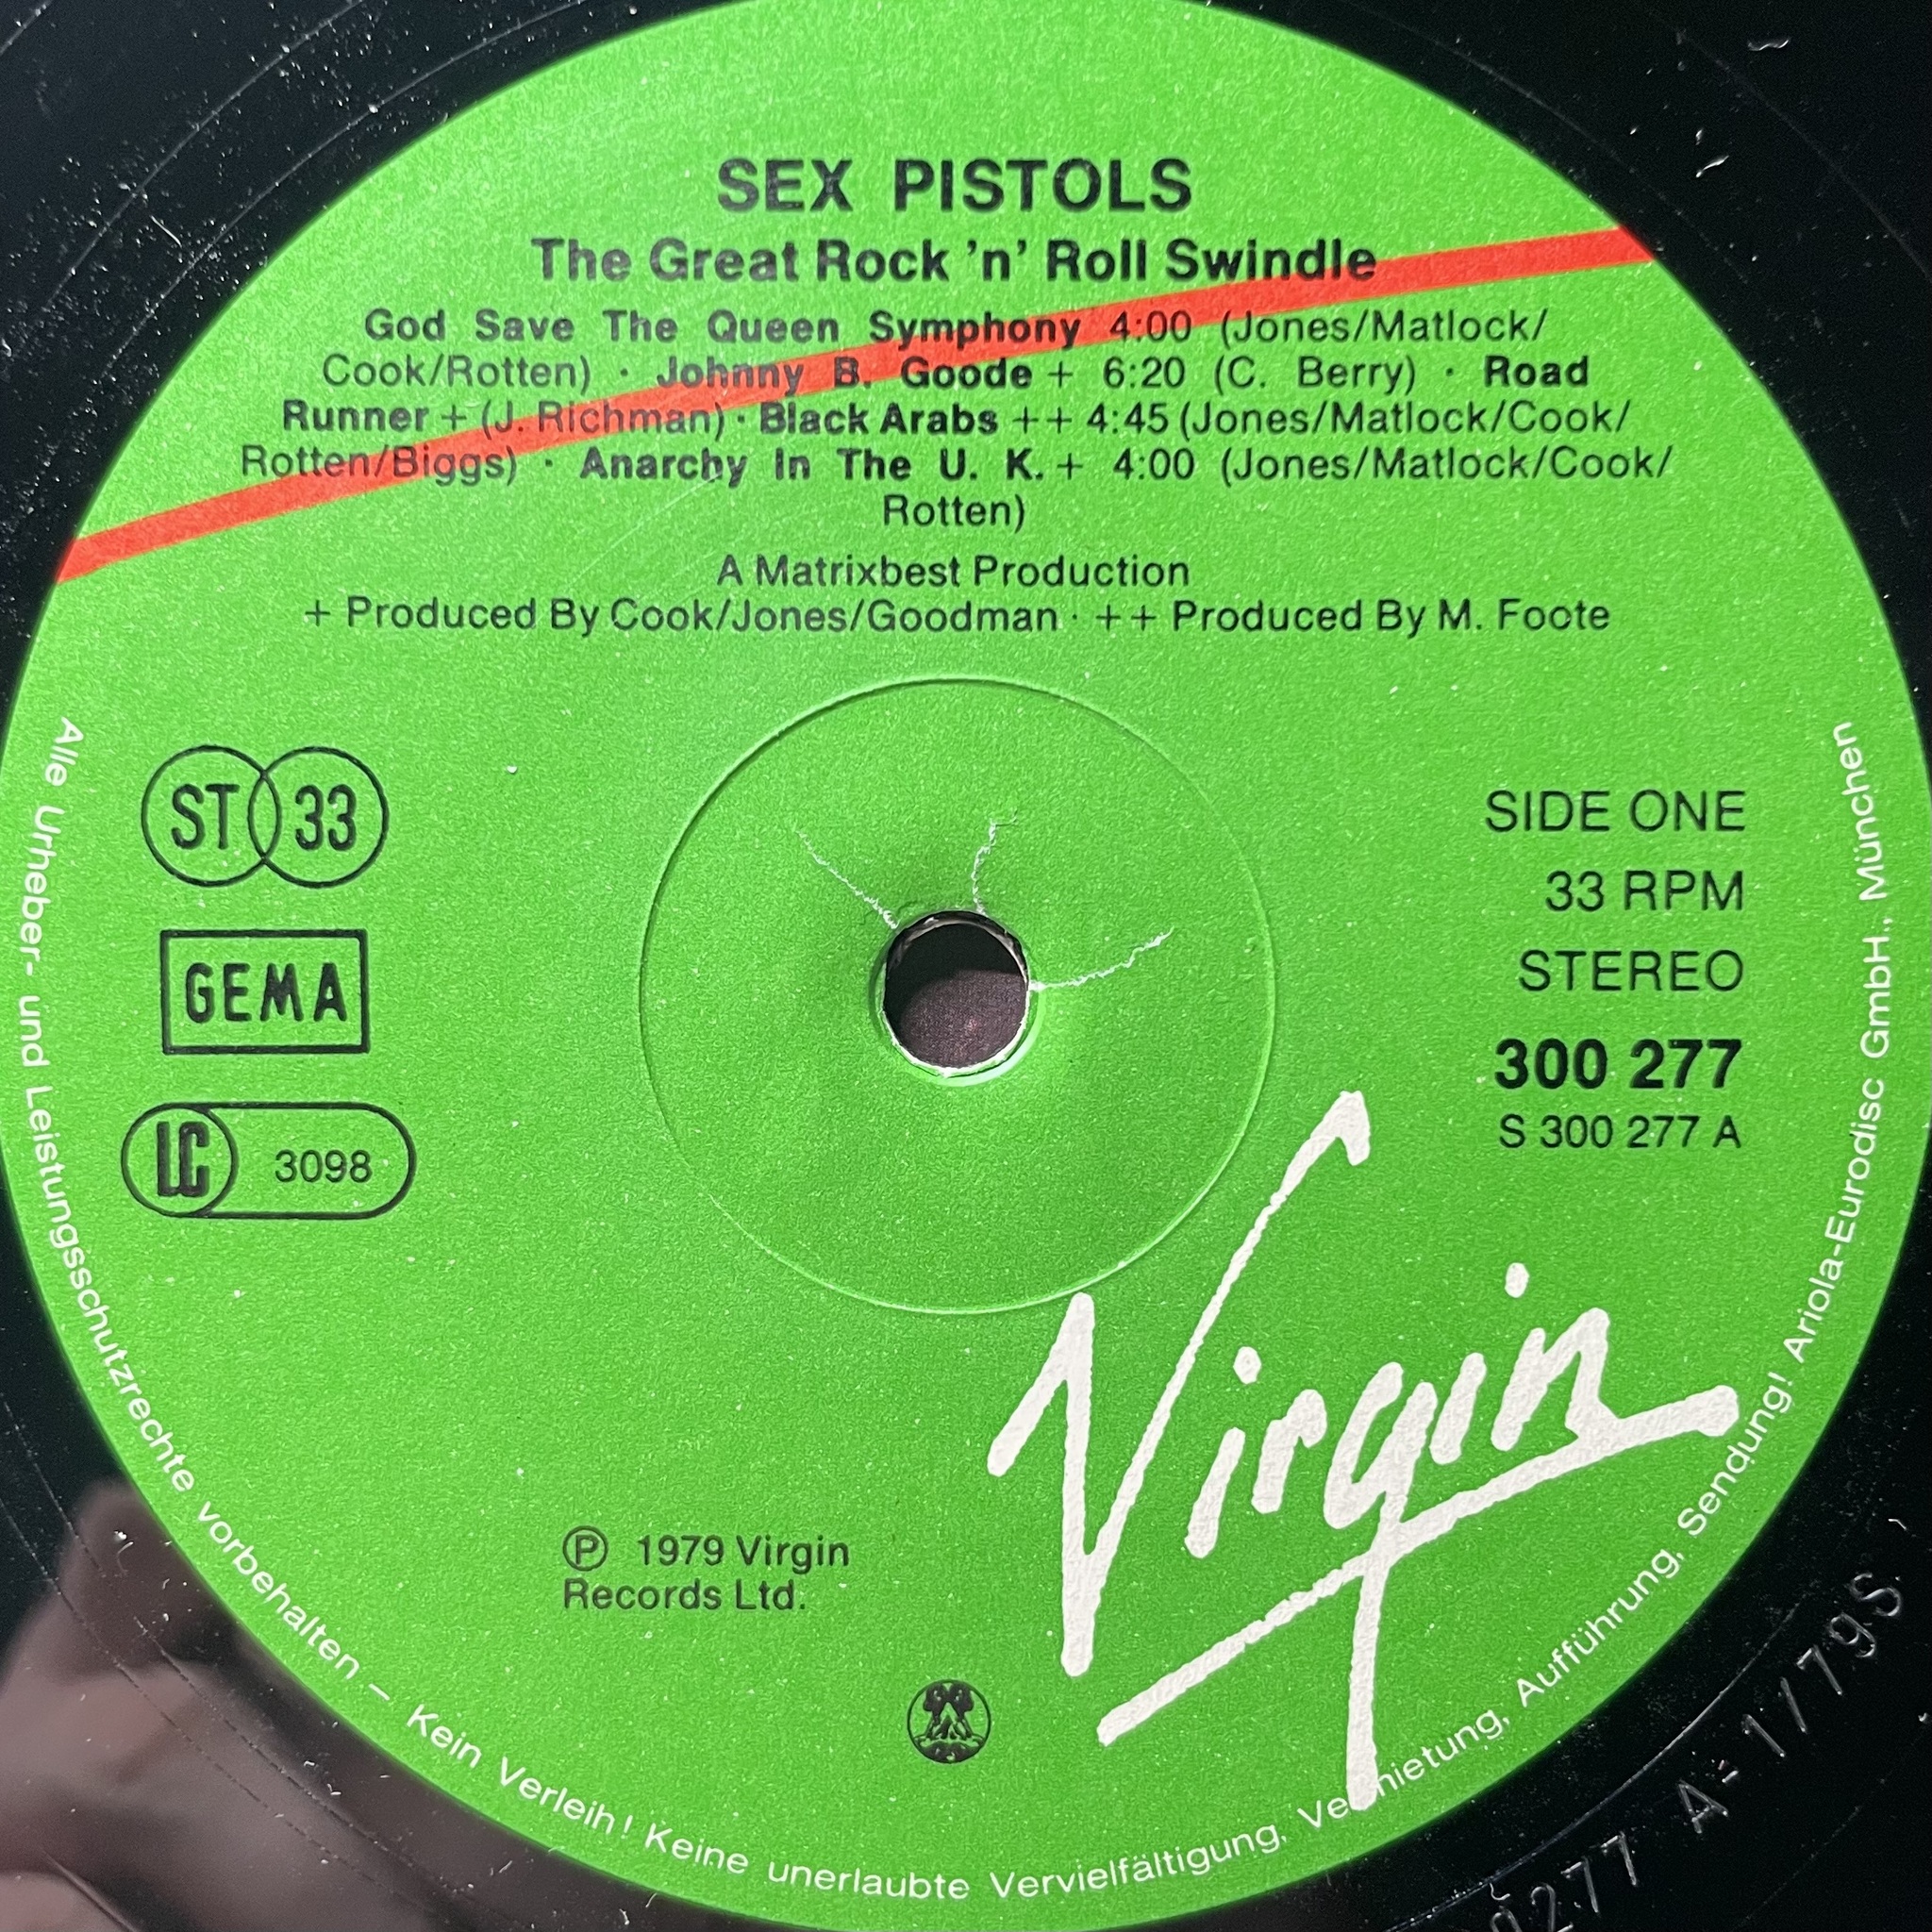 SEX PISTOLS
The Great Rock 'n' Roll Swindle
God Save The Queen Symphony 4:00 (Jones/Matlock/
Cook/Rotten) · Johnny B. Goode + 6:20 (C. Berry) · Road
Runner + (J. Richman) · Black Arabs ++ 4:45 (Jones/Matlock/Cook/
Rotten/Biggs) · Anarchy In The U. K. + 4:00 (Jones/Matlock/Cook/
Rotten)
A Matrixbest Production
+ Produced By Cook/Jones/Goodman · ++ Produced By M. Foote
ST 33
GEMA
LC 3098
SIDE ONE
33 RPM
STEREO
300 277
S 300 277 A
Virgin
Ⓟ 1979 Virgin
Records Ltd.
Alle Urheber- und Leistungsschutzrechte vorbehalten – Kein Verleih! Keine unerlaubte Vervielfältigung, Vermietung, Aufführung, Sendung! Ariola-Eurodisc GmbH., München
0277 A-1/79S